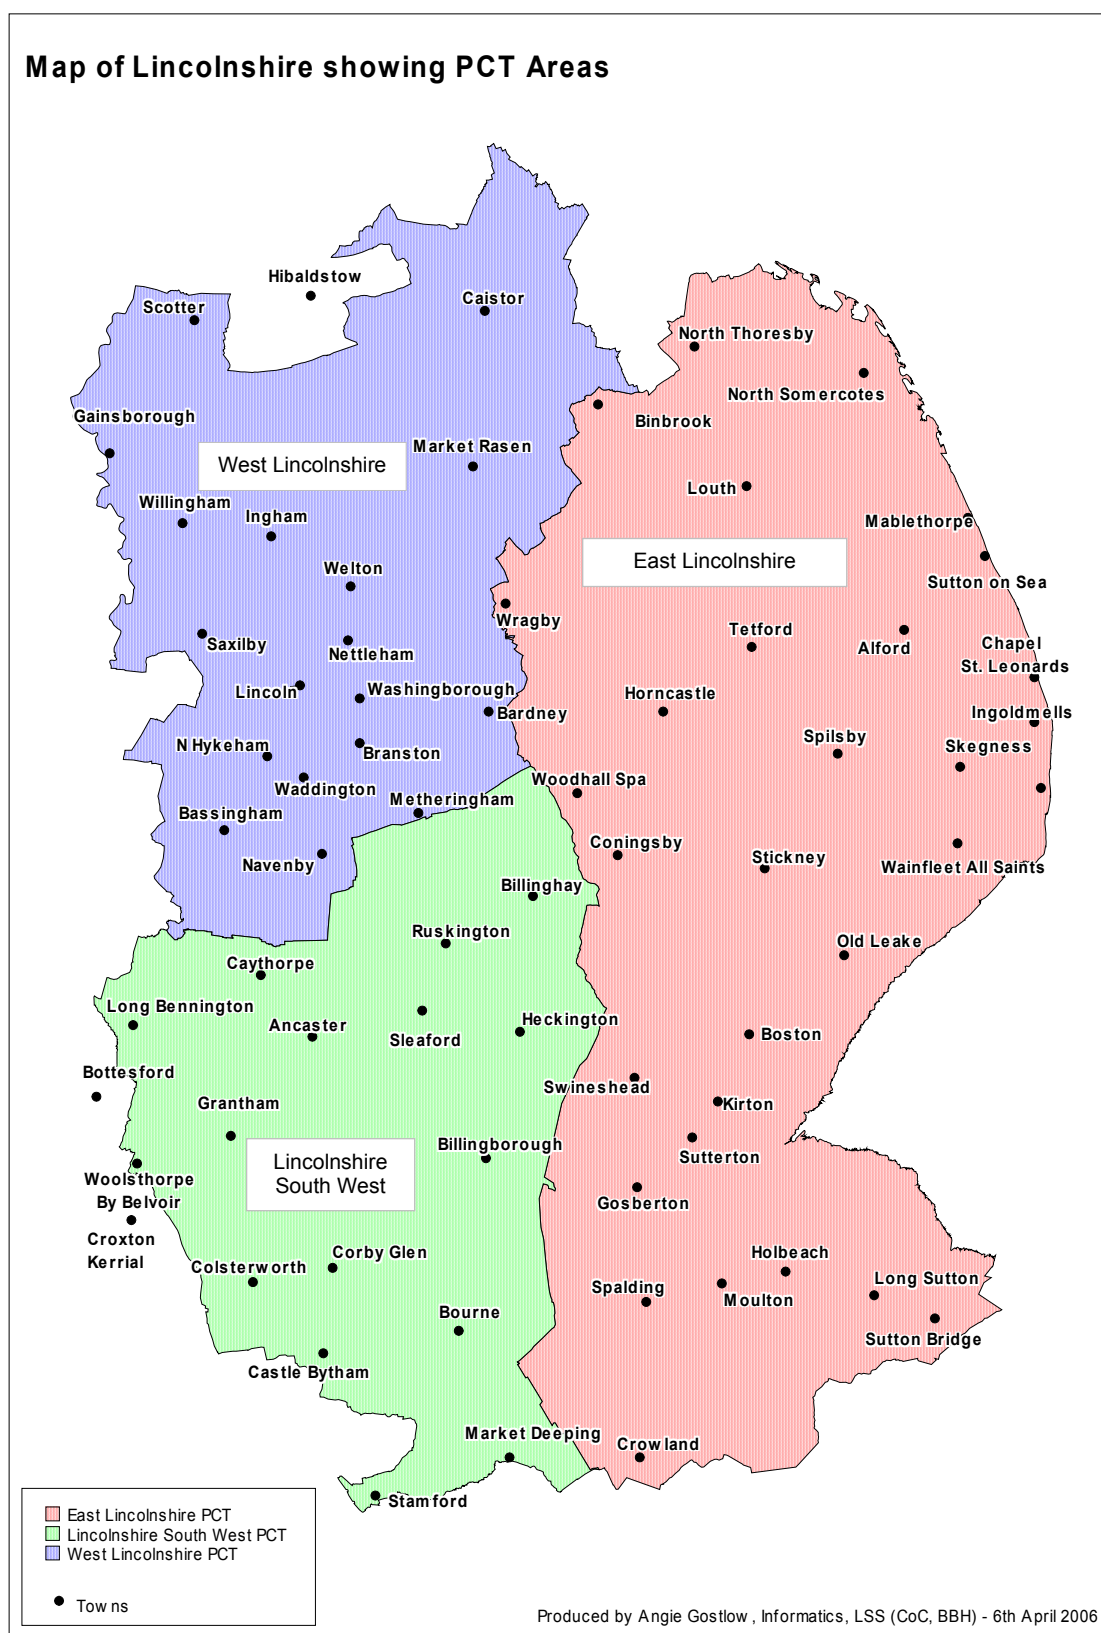 Map of Lincolnshire showing PCT Areas
Hibaldstow
Scotter
Caistor
North Thoresby
North Somercotes
Gainsborough
Binbrook
Market Rasen
West Lincolnshire
Louth
Willingham
Ingham
Mablethorpe
East Lincolnshire
Welton
Sutton on Sea
Wragby
Tetford
Saxilby
Nettleham
Alford
Chapel
St. Leonards
Lincoln
Washingborough
Horncastle
Bardney
Ingoldmells
N Hykeham
Branston
Spilsby
Skegness
Waddington
Woodhall Spa
Metheringham
Bassingham
Coningsby
Navenby
Stickney
Wainfleet All Saints
Billinghay
Ruskington
Old Leake
Caythorpe
Long Bennington
Ancaster
Sleaford
Heckington
Boston
Bottesford
Swineshead
Grantham
Kirton
Billingborough
Sutterton
Lincolnshire
South West
Woolsthorpe
By Belvoir
Gosberton
Croxton
Kerrial
Corby Glen
Holbeach
Colsterworth
Spalding
Moulton
Long Sutton
Bourne
Sutton Bridge
Castle Bytham
Market Deeping
Crowland
Stamford
East Lincolnshire PCT
Lincolnshire South West PCT
West Lincolnshire PCT
Towns
Produced by Angie Gostlow, Informatics, LSS (CoC, BBH) - 6th April 2006